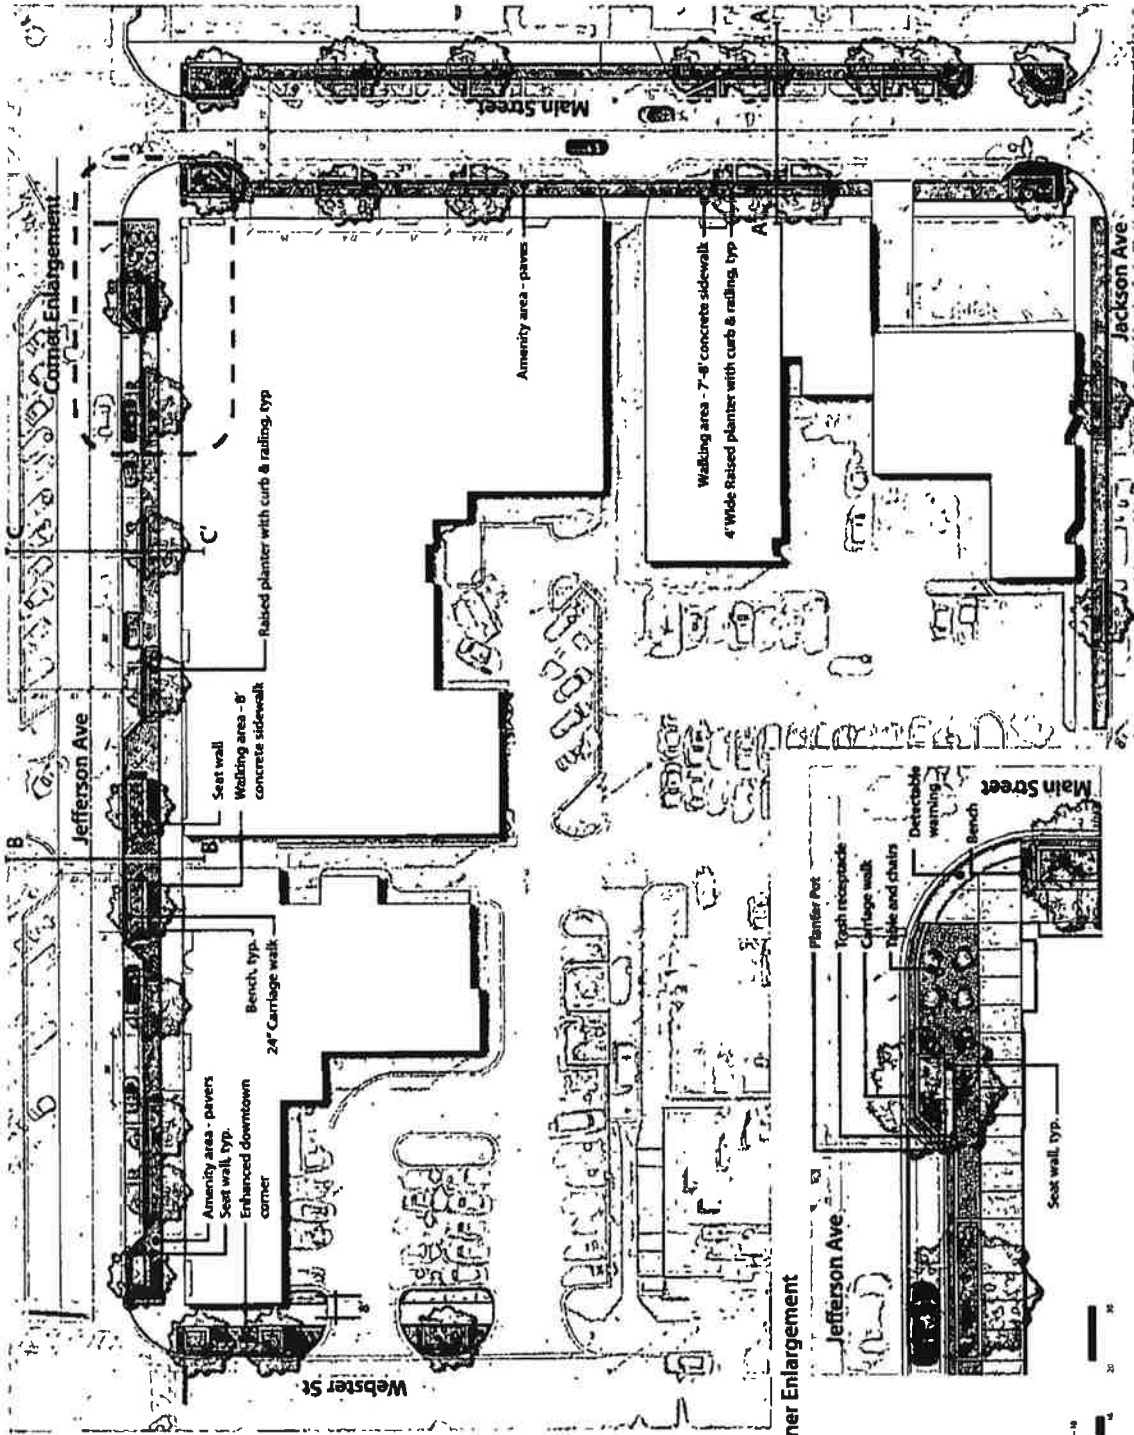 C'
A
Main Street
Corner Enlargement
A'
Amenity area - pavers
Walking area - 7'-8' concrete sidewalk
4' Wide Raised planter with curb & railing, typ
Jackson Ave
C
C'
Raised planter with curb & railing, typ
Jefferson Ave
Seat wall
Walking area - 8'
concrete sidewalk
B
B'
Bench, typ.
24" Carriage walk
Amenity area - pavers
Seat wall, typ.
Enhanced downtown
corner
8'
Webster St
ner Enlargement
Jefferson Ave
Main Street
Planter Pot
Trash receptacle
Carriage walk
Table and chairs
Detectable
warning
Bench
Seat wall, typ.
20